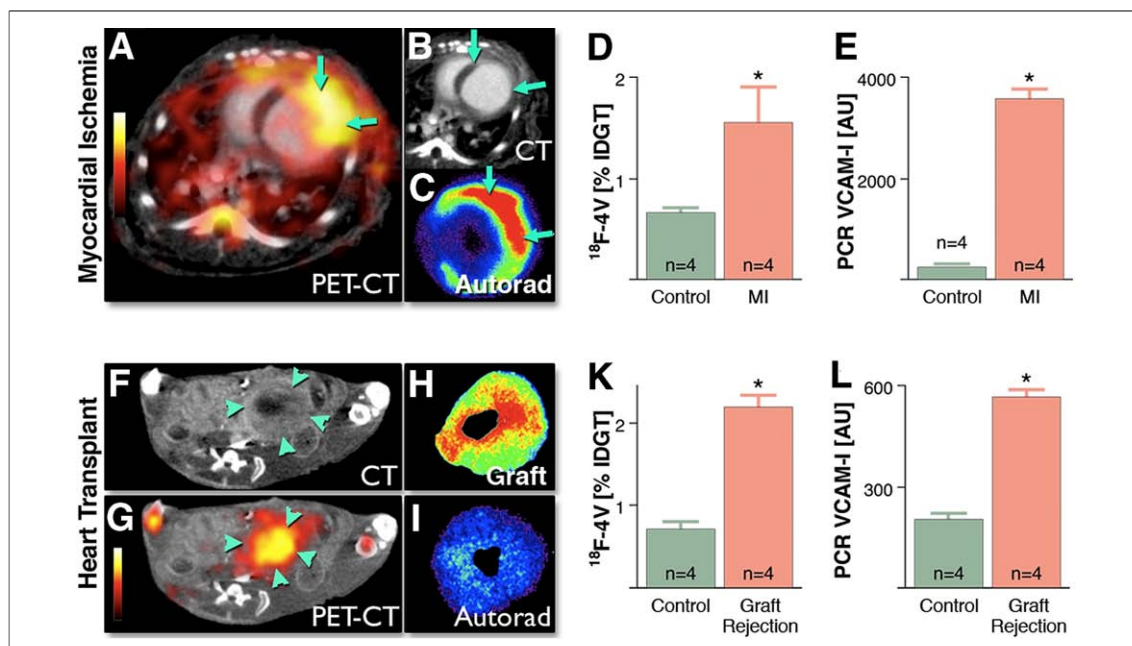 Myocardial Ischemia
A
PET-CT
B
CT
C
Autorad
D
¹⁸F-4V [% IDGT]
2
1
*
n=4
n=4
Control
MI
E
PCR VCAM-I [AU]
4000
2000
*
n=4
n=4
Control
MI
Heart Transplant
F
CT
G
PET-CT
H
Graft
I
Autorad
K
¹⁸F-4V [% IDGT]
2
1
*
n=4
n=4
Control
Graft
Rejection
L
PCR VCAM-I [AU]
600
300
*
n=4
n=4
Control
Graft
Rejection